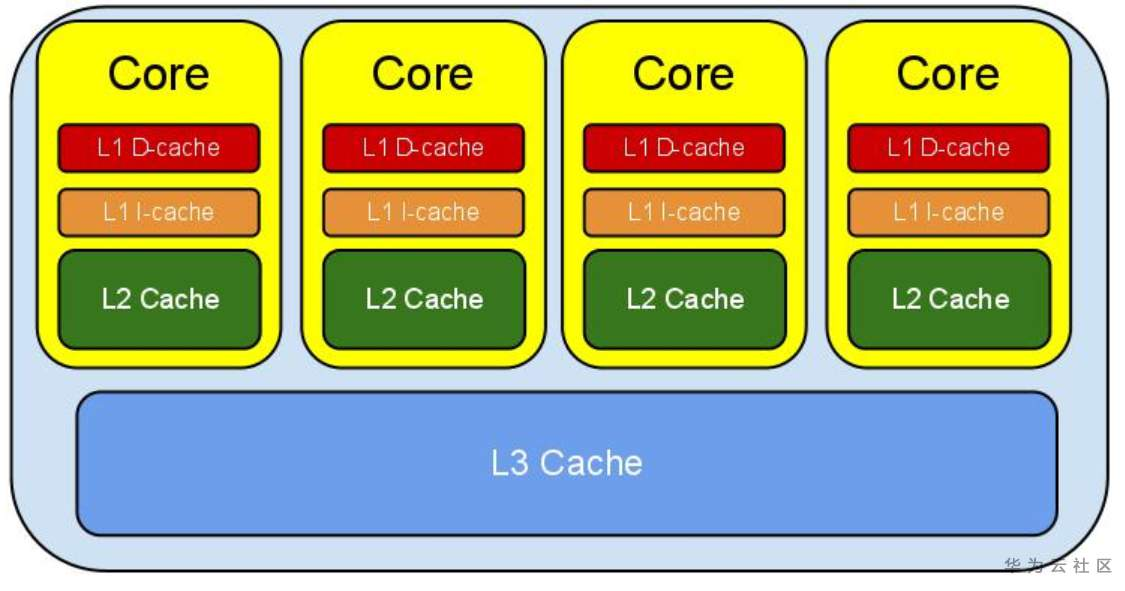 Core Core Core Core
L1 D-cache L1 D-cache L1 D-cache L1 D-cache
L1 I-cache L1 I-cache L1 I-cache L1 I-cache
L2 Cache L2 Cache L2 Cache L2 Cache
L3 Cache
华为云社区